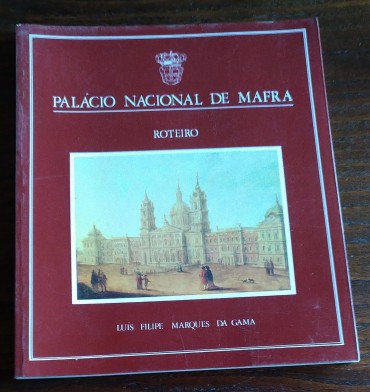 PALÁCIO NACIONAL DE MAFRA
ROTEIRO
LUÍS FILIPE MARQUES DA GAMA